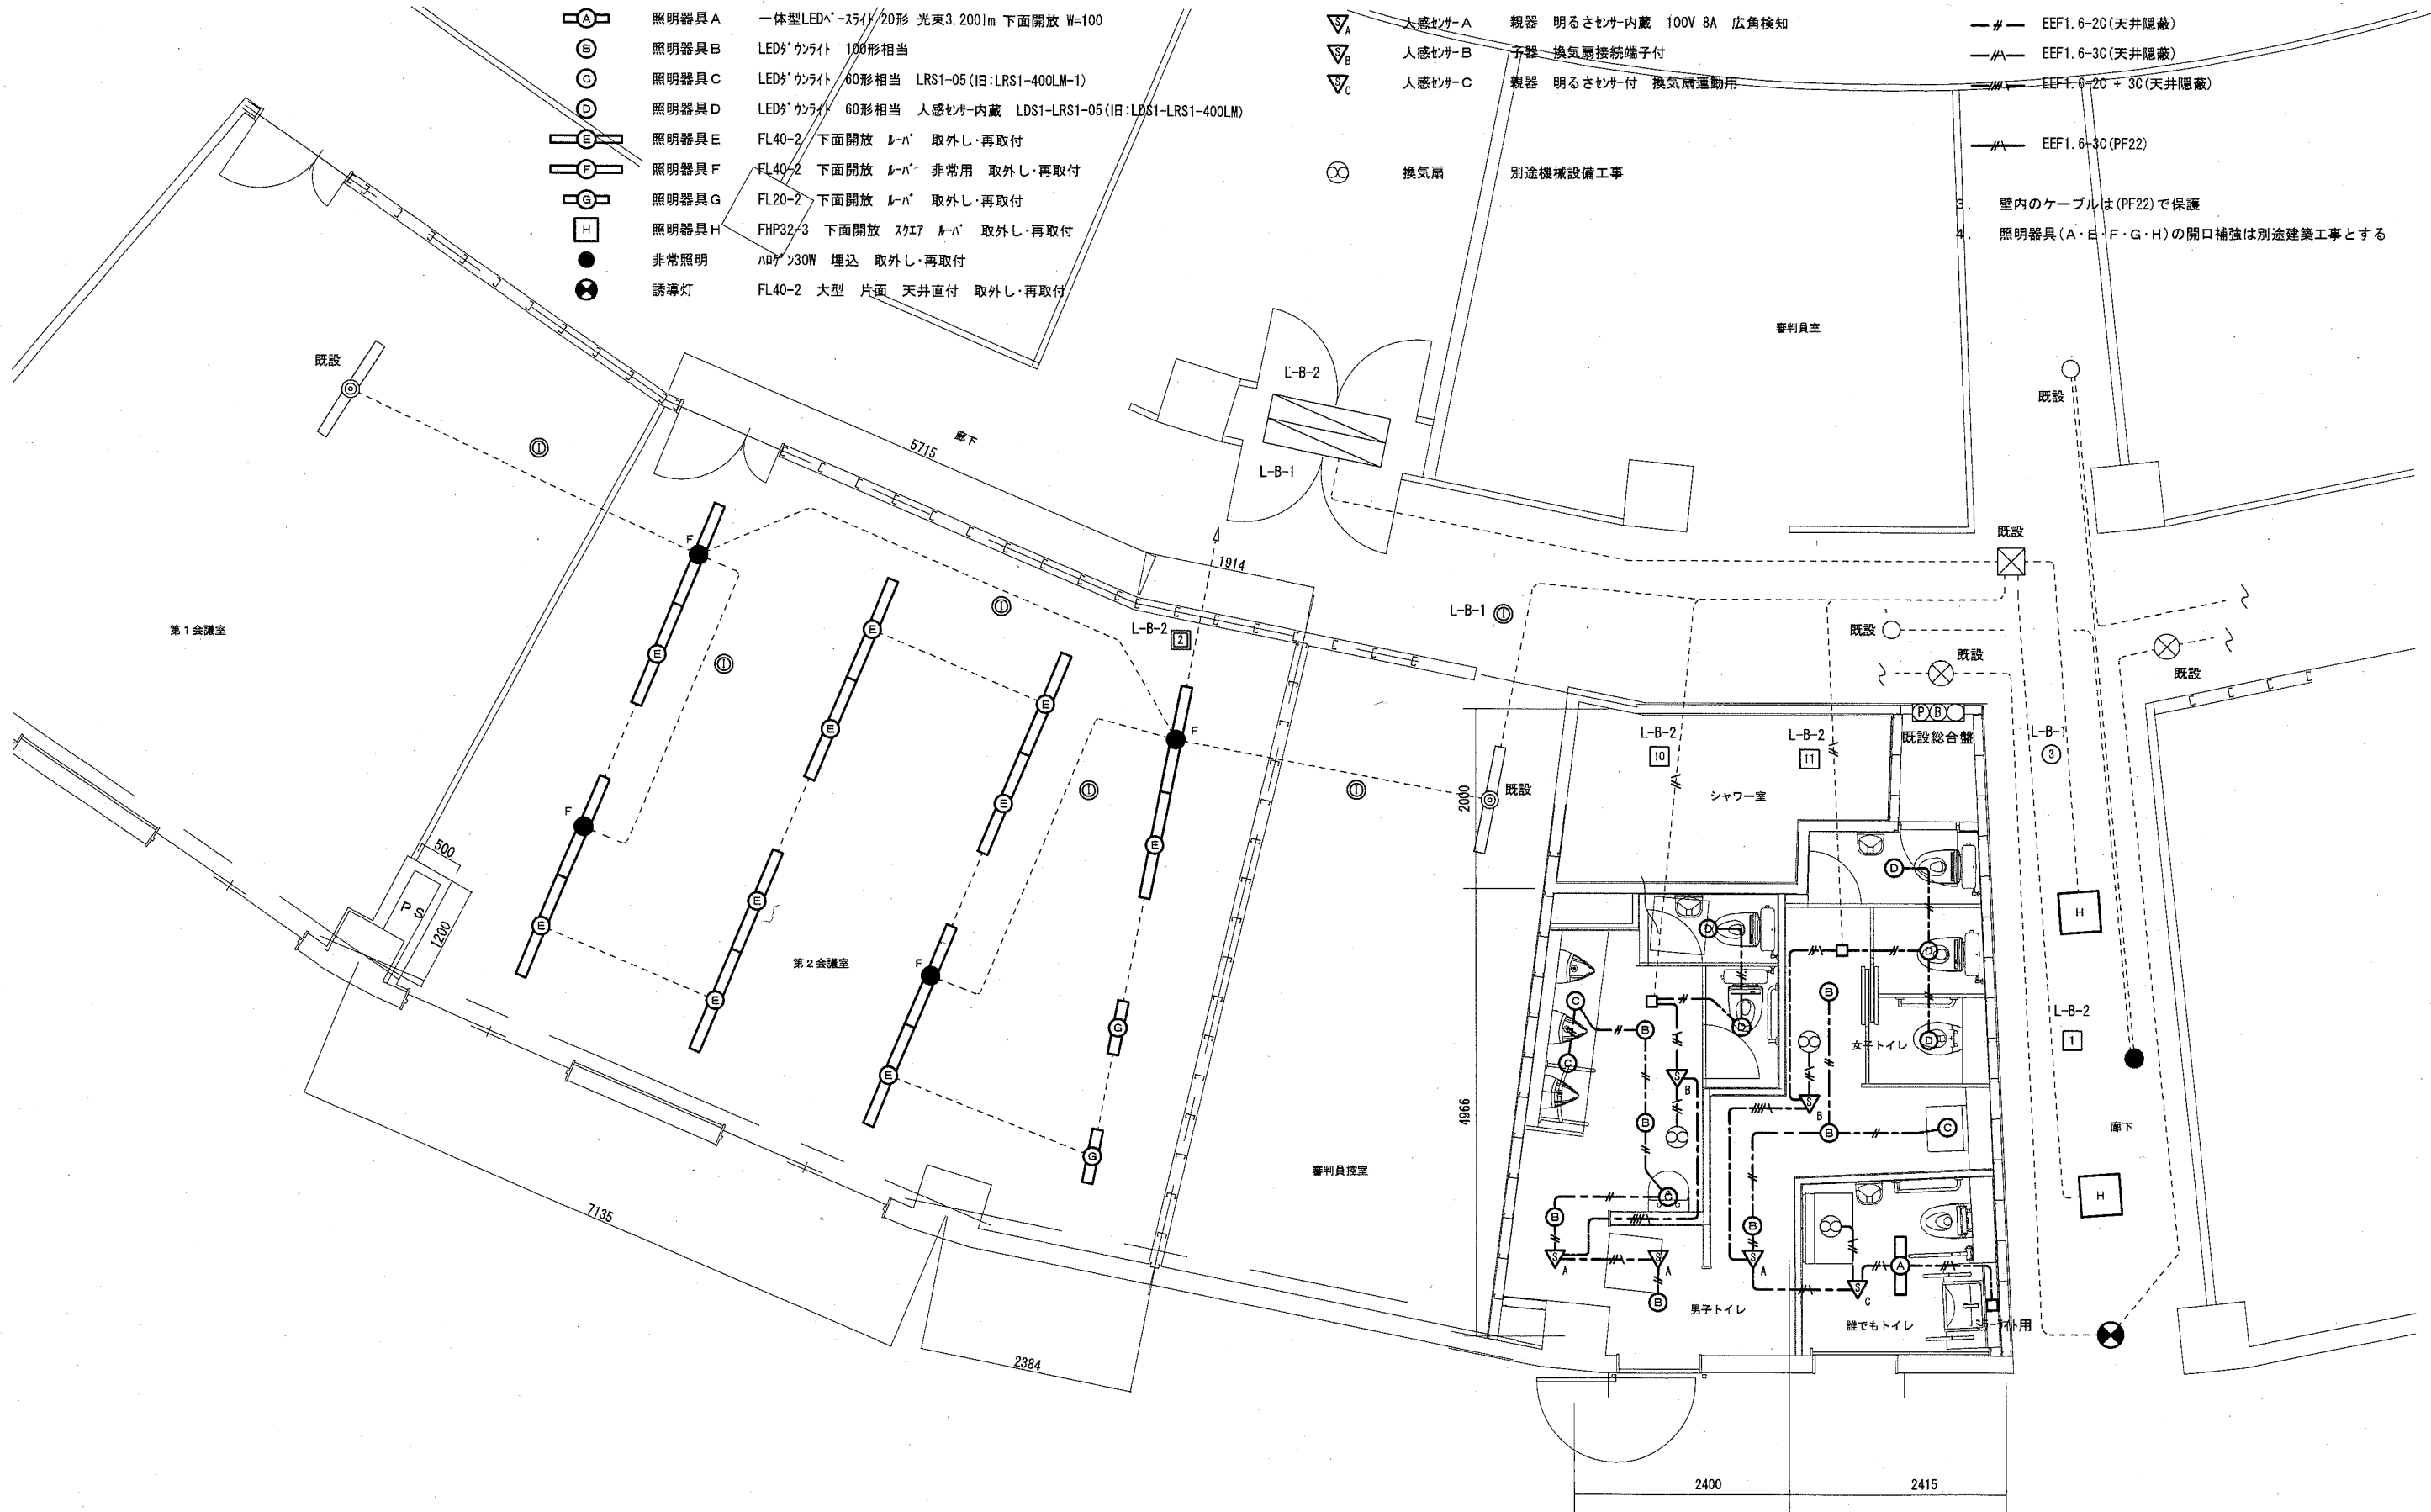 A 照明器具A 一体型LEDベースライト 20形 光束3,200lm 下面開放 W=100
B 照明器具B LEDダウンライト 100形相当
C 照明器具C LEDダウンライト 60形相当 LRS1-05(旧:LRS1-400LM-1)
D 照明器具D LEDダウンライト 60形相当 人感センサー内蔵 LDS1-LRS1-05(旧:LDS1-LRS1-400LM)
E 照明器具E FL40-2 下面開放 ルーバ 取外し・再取付
F 照明器具F FL40-2 下面開放 ルーバ 非常用 取外し・再取付
G 照明器具G FL20-2 下面開放 ルーバ 取外し・再取付
H 照明器具H FHP32-3 下面開放 スクエア ルーバ 取外し・再取付
非常照明 ハロゲン30W 埋込 取外し・再取付
誘導灯 FL40-2 大型 片面 天井直付 取外し・再取付
S A 人感センサーA 親器 明るさセンサー内蔵 100V 8A 広角検知
S B 人感センサーB 子器 換気扇接続端子付
S C 人感センサーC 親器 明るさセンサー付 換気扇連動用
換気扇 別途機械設備工事
EEF1.6-2C(天井隠蔽)
EEF1.6-3C(天井隠蔽)
EEF1.6-2C + 3C(天井隠蔽)
EEF1.6-3C(PF22)
3. 壁内のケーブルは(PF22)で保護
4. 照明器具(A・E・F・G・H)の開口補強は別途建築工事とする
審判員室
既設
L-B-2
既設
廊下
5715
L-B-1
既設
1914
F
L-B-1 ①
①
L-B-2 2
既設
既設
既設
第1会議室
E
E
E
F
L-B-2
10
L-B-2
11
P B
既設総合盤
L-B-1
3
2000
既設
シャワー室
F
E
E
E
D
500
PS
1200
E
E
F
第2会議室
H
D
D
E
G
C
B
B
D
女子トイレ
D
L-B-2
1
4966
E
C
S B
S B
B
B
C
廊下
G
審判員控室
C
H
7135
B
B
S A
S A
S A
A
S C
B
男子トイレ
誰でもトイレ
ミラーライト用
2384
2400
2415